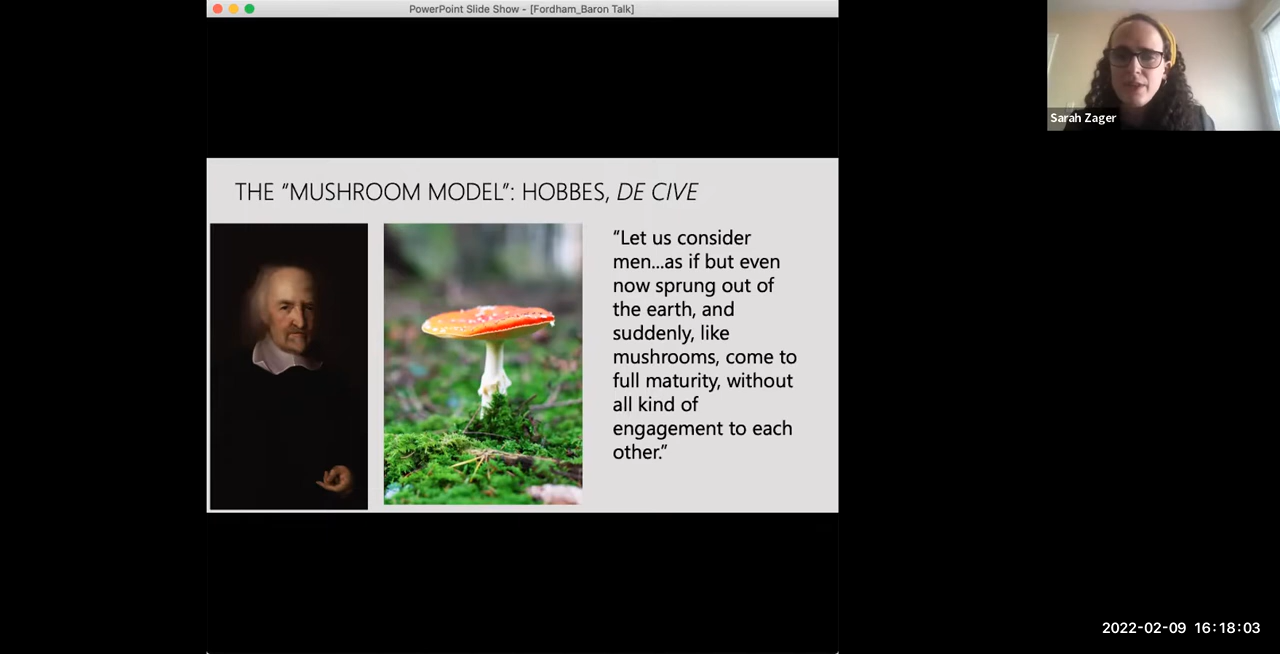 PowerPoint Slide Show - [Fordham_Baron Talk]
Sarah Zager
THE “MUSHROOM MODEL”: HOBBES, DE CIVE
“Let us consider
men...as if but even
now sprung out of
the earth, and
suddenly, like
mushrooms, come to
full maturity, without
all kind of
engagement to each
other.”
2022-02-09 16:18:03